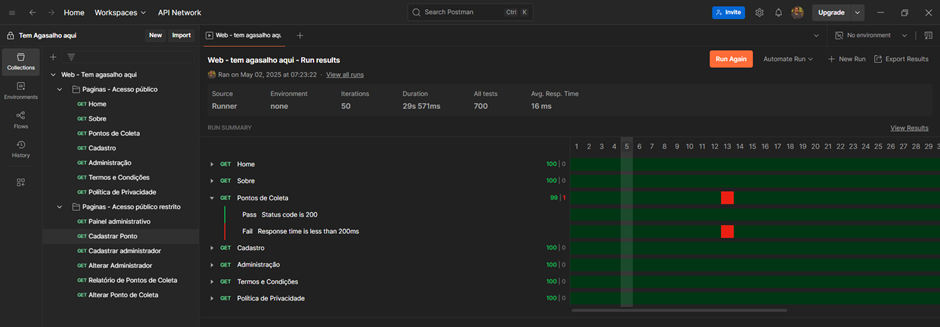 Home Workspaces API Network Search Postman Ctrl K Invite Upgrade
Tem Agasalho aqui New Import Web - tem agasalho aqu No environment
Collections
Environments
Flows
History
Web - Tem agasalho aqui
Paginas - Acesso público
GET Home
GET Sobre
GET Pontos de Coleta
GET Cadastro
GET Administração
GET Termos e Condições
GET Política de Privacidade
Paginas - Acesso público restrito
GET Painel administrativo
GET Cadastrar Ponto
GET Cadastrar administrador
GET Alterar Administrador
GET Relatório de Pontos de Coleta
GET Alterar Ponto de Coleta
Web - tem agasalho aqui - Run results
Run Again Automate Run + New Run Export Results
Ran on May 02, 2025 at 07:23:22 · View all runs
Source Environment Iterations Duration All tests Avg. Resp. Time
Runner none 50 29s 571ms 700 16 ms
RUN SUMMARY View Results
1 2 3 4 5 6 7 8 9 10 11 12 13 14 15 16 17 18 19 20 21 22 23 24 25 26 27 28 29
GET Home 100 | 0
GET Sobre 100 | 0
GET Pontos de Coleta 99 | 1
Pass Status code is 200
Fail Response time is less than 200ms
GET Cadastro 100 | 0
GET Administração 100 | 0
GET Termos e Condições 100 | 0
GET Política de Privacidade 100 | 0